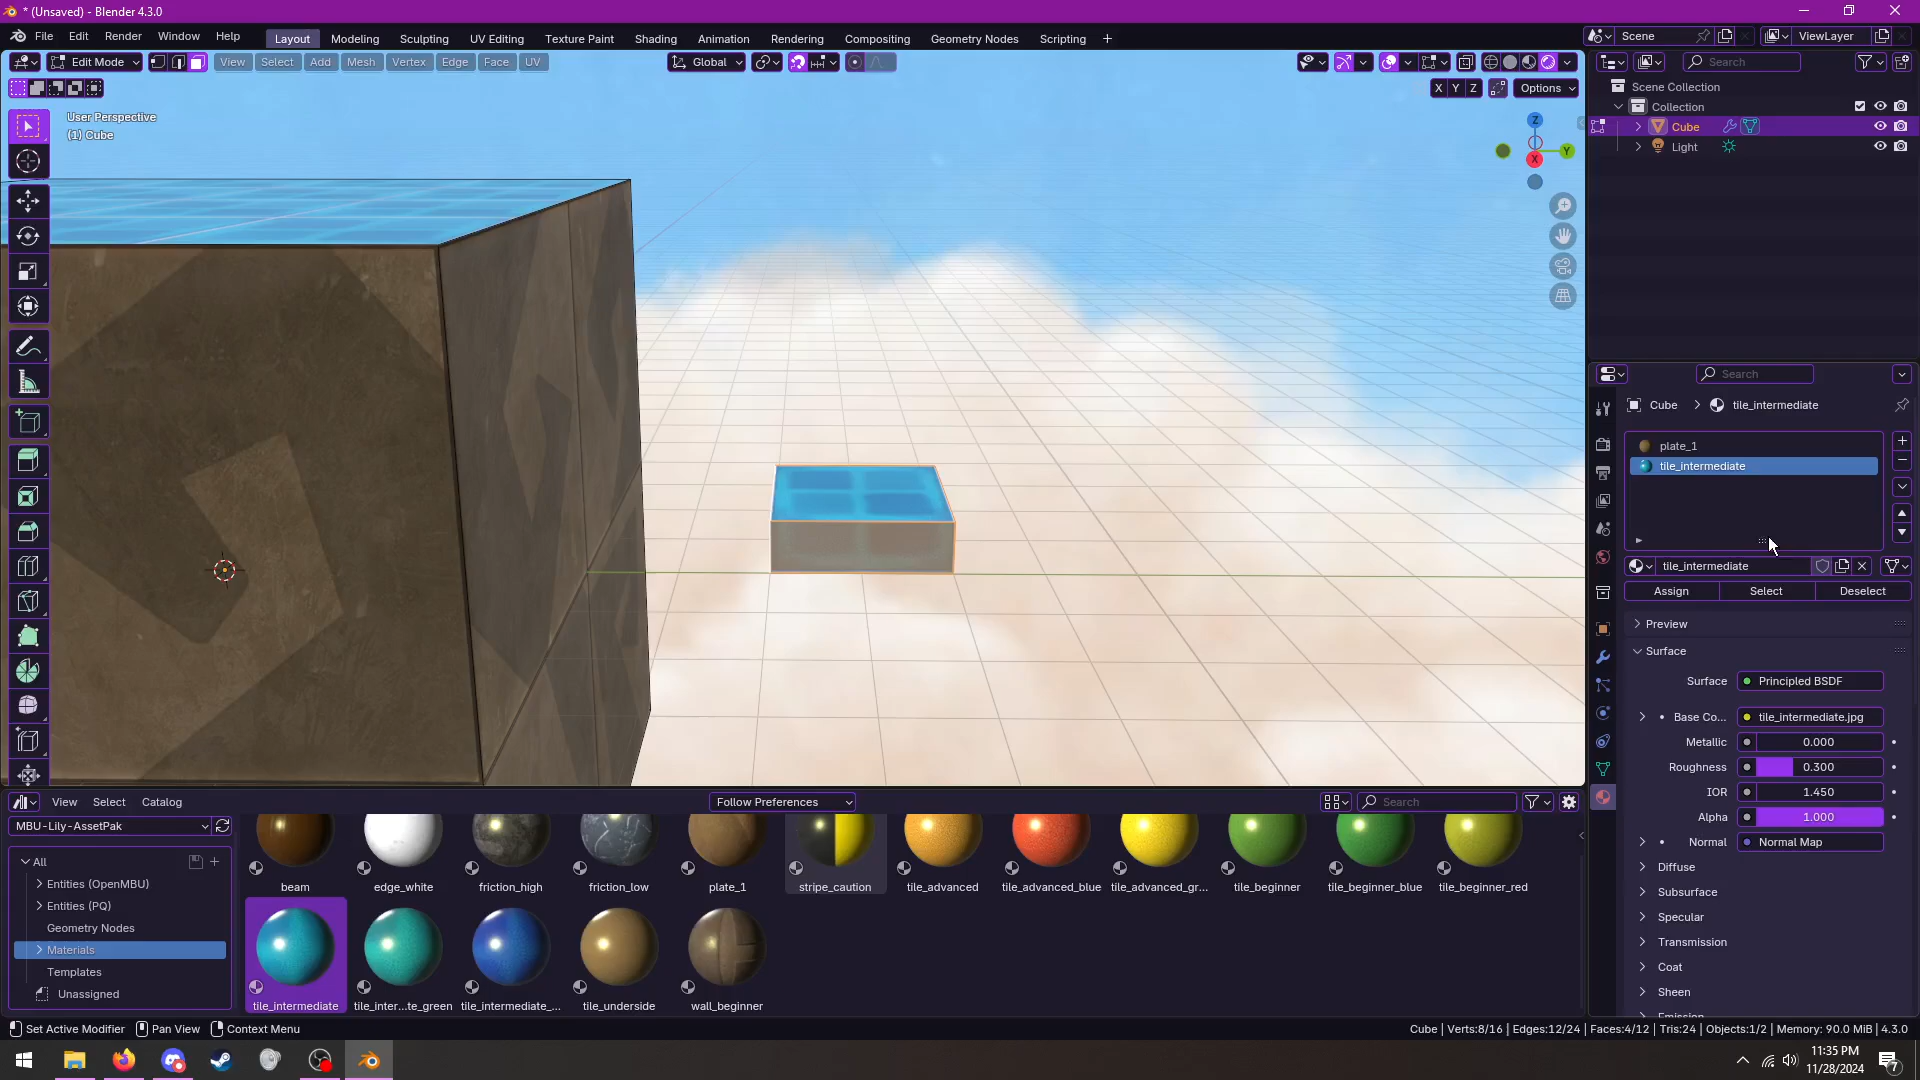 * (Unsaved) - Blender 4.3.0
File Edit Render Window Help Layout Modeling Sculpting UV Editing Texture Paint Shading Animation Rendering Compositing Geometry Nodes Scripting + Scene ViewLayer
Edit Mode View Select Add Mesh Vertex Edge Face UV Global Search
X Y Z Options
User Perspective
(1) Cube
Z
Y
X
Scene Collection
Collection
Cube
Light
Search
Cube > tile_intermediate
plate_1
tile_intermediate
tile_intermediate
Assign Select Deselect
Preview
Surface
Surface Principled BSDF
Base Co... tile_intermediate.jpg
Metallic 0.000
Roughness 0.300
IOR 1.450
Alpha 1.000
Normal Normal Map
Diffuse
Subsurface
Specular
Transmission
Coat
Sheen
Emission
View Select Catalog Follow Preferences Search
MBU-Lily-AssetPak
All
Entities (OpenMBU)
Entities (PQ)
Geometry Nodes
Materials
Templates
Unassigned
beam edge_white friction_high friction_low plate_1 stripe_caution tile_advanced tile_advanced_blue tile_advanced_gr... tile_beginner tile_beginner_blue tile_beginner_red
tile_intermediate tile_inter...te_green tile_intermediate_... tile_underside wall_beginner
Set Active Modifier Pan View Context Menu Cube | Verts:8/16 | Edges:12/24 | Faces:4/12 | Tris:24 | Objects:1/2 | Memory: 90.0 MiB | 4.3.0
11:35 PM
11/28/2024
7